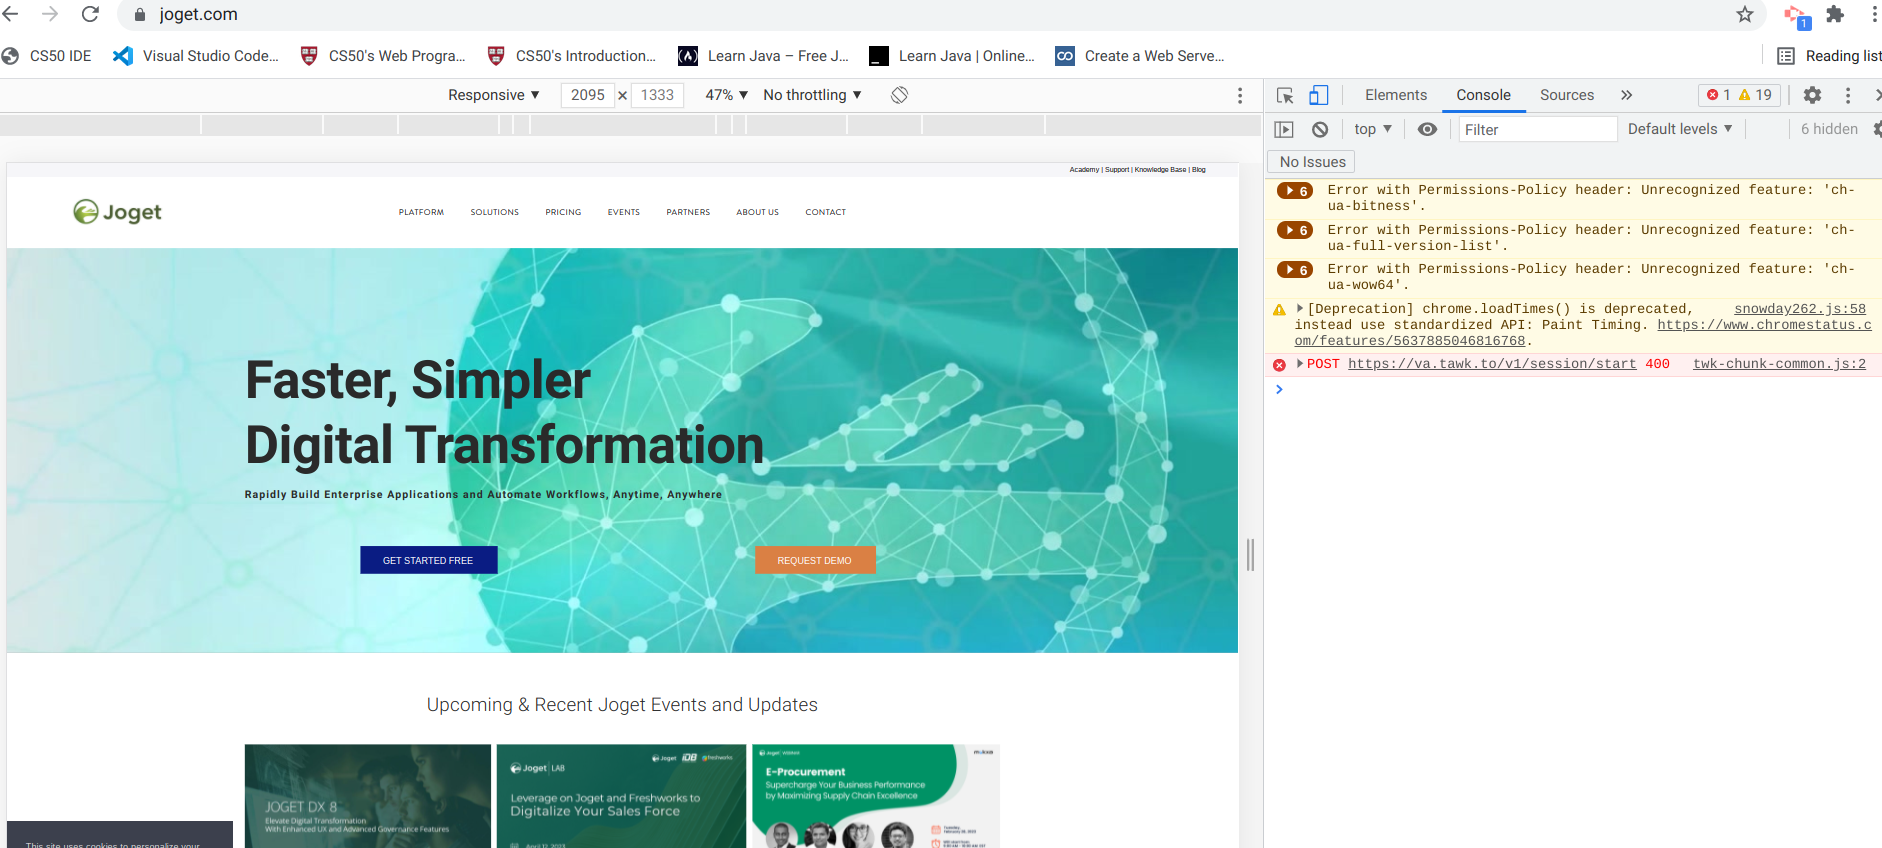 joget.com
CS50 IDE
Visual Studio Code...
CS50's Web Progra...
CS50's Introduction...
Learn Java – Free J...
Learn Java | Online...
Create a Web Serve...
Reading list
Responsive ▼ 2095 × 1333 47% ▼ No throttling ▼
Elements Console Sources » 1 19
top ▼ Filter Default levels ▼ 6 hidden
No Issues
6 Error with Permissions-Policy header: Unrecognized feature: 'ch-
ua-bitness'.
6 Error with Permissions-Policy header: Unrecognized feature: 'ch-
ua-full-version-list'.
6 Error with Permissions-Policy header: Unrecognized feature: 'ch-
ua-wow64'.
[Deprecation] chrome.loadTimes() is deprecated, snowday262.js:58
instead use standardized API: Paint Timing. https://www.chromestatus.c
om/features/5637885046816768.
POST https://va.tawk.to/v1/session/start 400 twk-chunk-common.js:2
Academy | Support | Knowledge Base | Blog
Joget
PLATFORM SOLUTIONS PRICING EVENTS PARTNERS ABOUT US CONTACT
Faster, Simpler
Digital Transformation
Rapidly Build Enterprise Applications and Automate Workflows, Anytime, Anywhere
GET STARTED FREE
REQUEST DEMO
Upcoming & Recent Joget Events and Updates
JOGET DX 8
Elevate Digital Transformation
With Enhanced UX and Advanced Governance Features
Joget iDB freshworks
Joget | LAB
Leverage on Joget and Freshworks to
Digitalize Your Sales Force
April 12, 2023
Joget
E-Procurement
Supercharge Your Business Performance
by Maximizing Supply Chain Excellence
This site uses cookies to personalize your